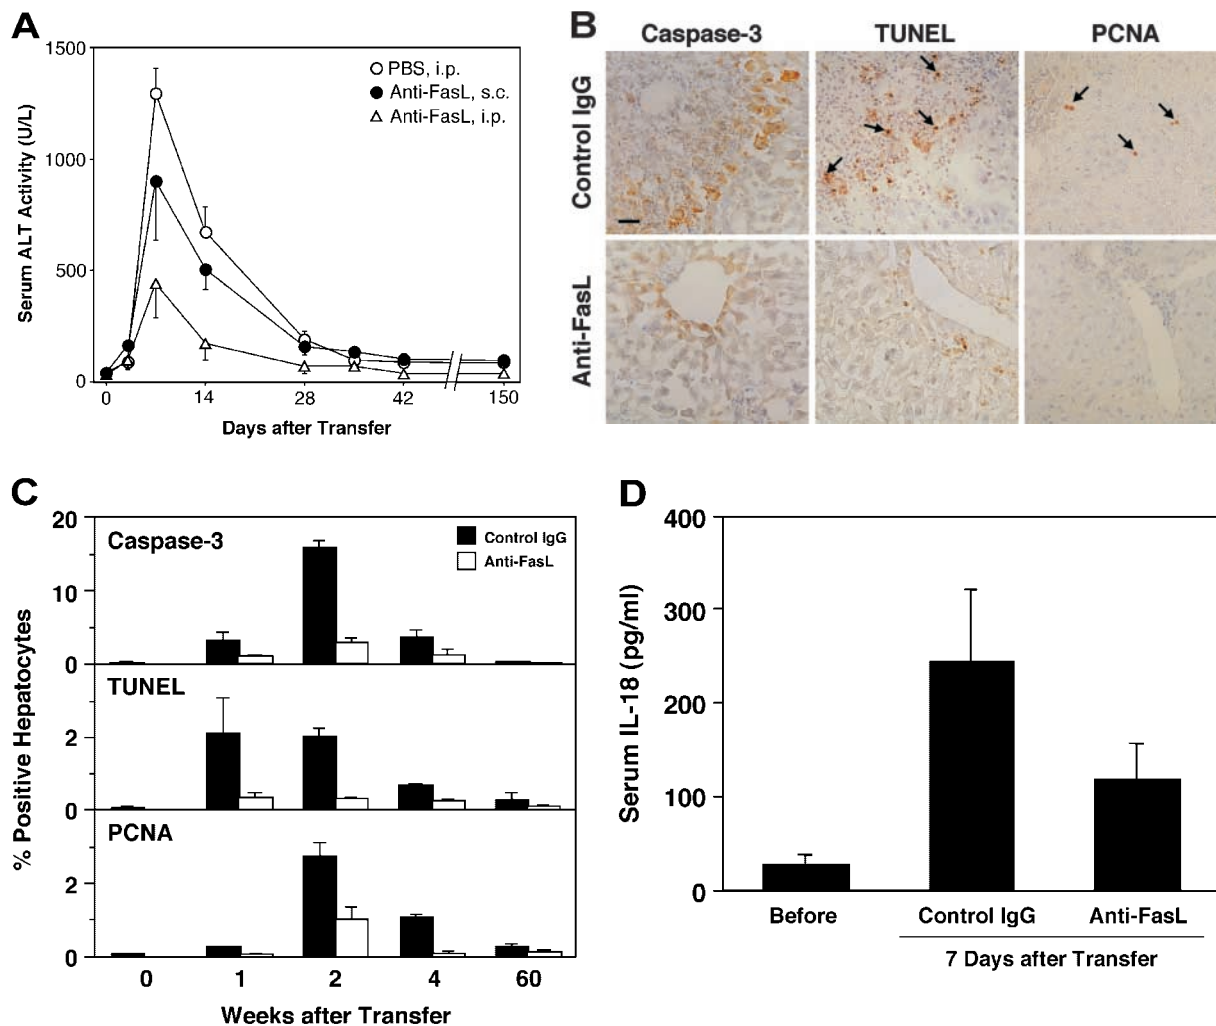 A
1500
1000
500
0
Serum ALT Activity (U/L)
PBS, i.p.
Anti-FasL, s.c.
Anti-FasL, i.p.
0 14 28 42 150
Days after Transfer
B
Caspase-3 TUNEL PCNA
Control IgG
Anti-FasL
C
% Positive Hepatocytes
20
10
0
Caspase-3
Control IgG
Anti-FasL
TUNEL
2
0
PCNA
2
0
0 1 2 4 60
Weeks after Transfer
D
Serum IL-18 (pg/ml)
400
300
200
100
0
Before Control IgG Anti-FasL
7 Days after Transfer